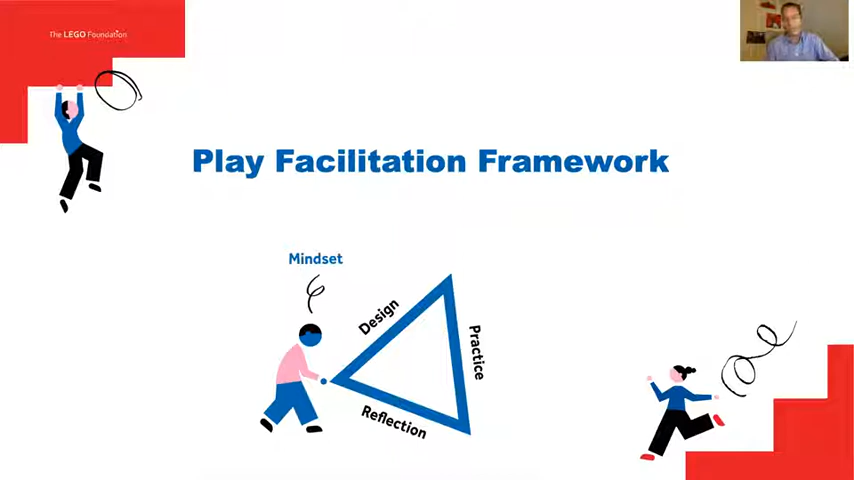 The LEGO Foundation
Play Facilitation Framework
Mindset
Design
Practice
Reflection